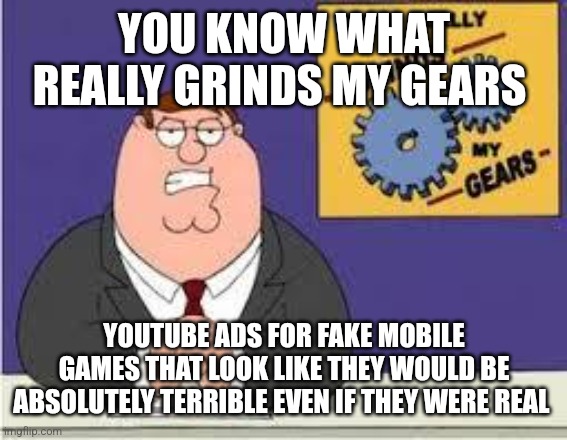 YOU KNOW WHAT
REALLY GRINDS MY GEARS
MY
GEARS
YOUTUBE ADS FOR FAKE MOBILE
GAMES THAT LOOK LIKE THEY WOULD BE
ABSOLUTELY TERRIBLE EVEN IF THEY WERE REAL
imgflip.com